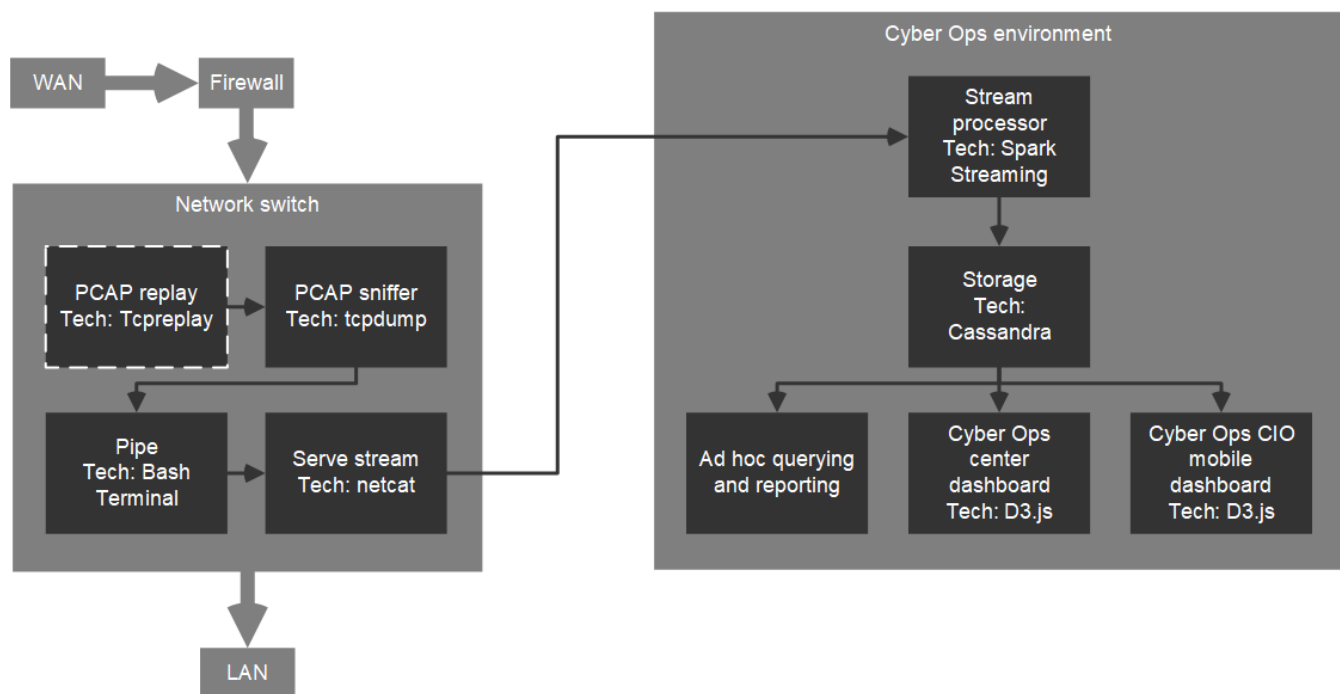 Cyber Ops environment
WAN
Firewall
Stream
processor
Tech: Spark
Streaming
Network switch
PCAP replay
Tech: Tcpreplay
PCAP sniffer
Tech: tcpdump
Storage
Tech:
Cassandra
Pipe
Tech: Bash
Terminal
Serve stream
Tech: netcat
Ad hoc querying
and reporting
Cyber Ops
center
dashboard
Tech: D3.js
Cyber Ops CIO
mobile
dashboard
Tech: D3.js
LAN